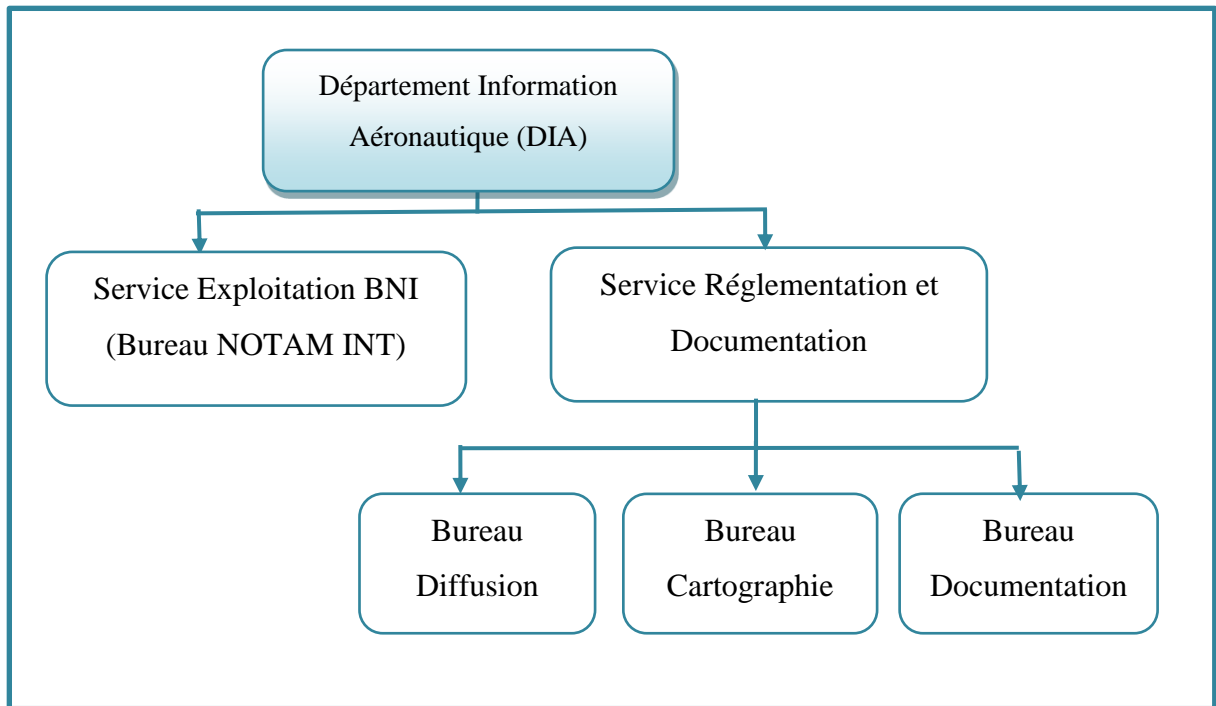 Département Information
Aéronautique (DIA)
Service Exploitation BNI
(Bureau NOTAM INT)
Service Réglementation et
Documentation
Bureau
Diffusion
Bureau
Cartographie
Bureau
Documentation